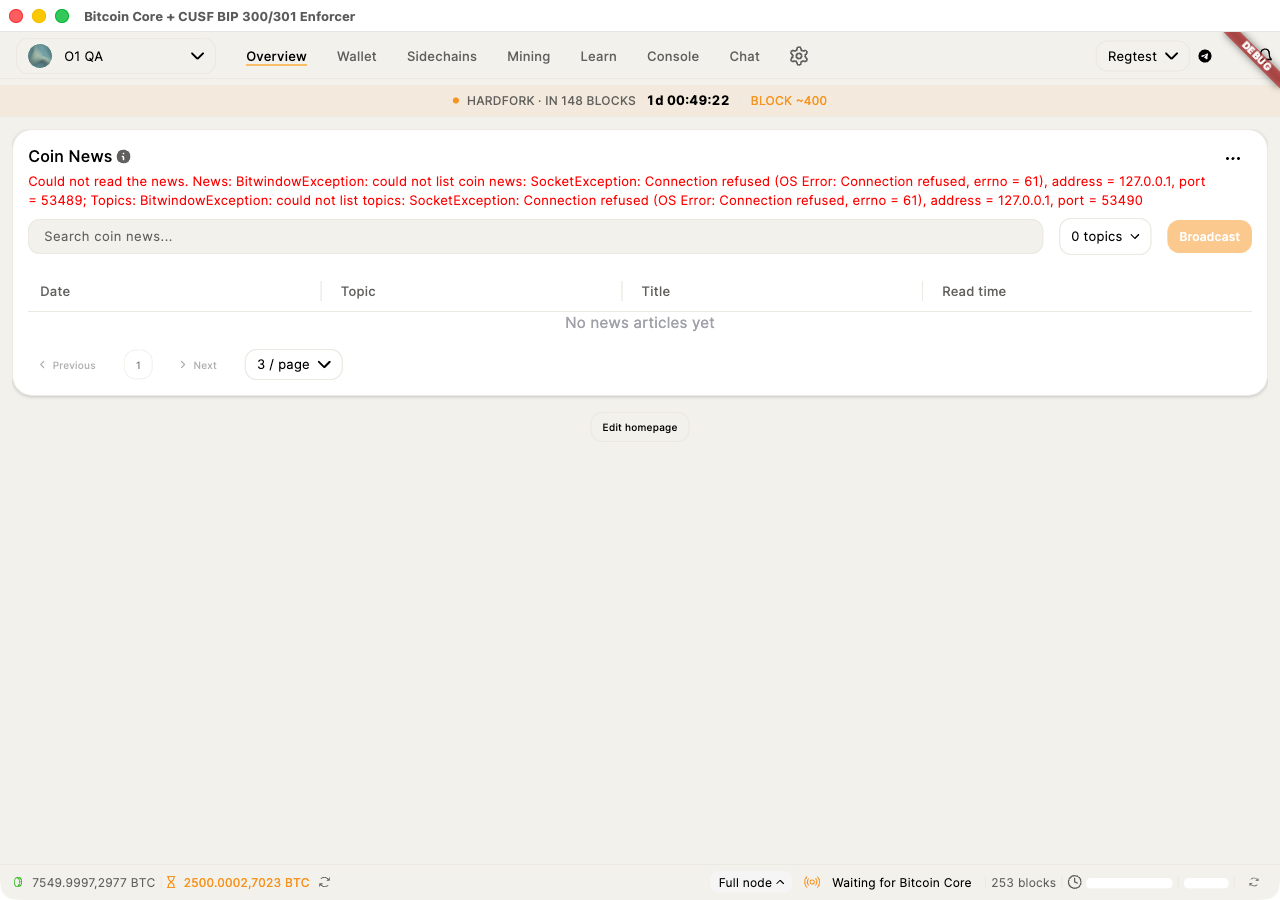 Bitcoin Core + CUSF BIP 300/301 Enforcer
O1 QA
Overview
Wallet
Sidechains
Mining
Learn
Console
Chat
Regtest
DEBUG
HARDFORK · IN 148 BLOCKS 1d 00:49:22 BLOCK ~400
Coin News
Could not read the news. News: BitwindowException: could not list coin news: SocketException: Connection refused (OS Error: Connection refused, errno = 61), address = 127.0.0.1, port
= 53489; Topics: BitwindowException: could not list topics: SocketException: Connection refused (OS Error: Connection refused, errno = 61), address = 127.0.0.1, port = 53490
Search coin news...
0 topics
Broadcast
Date
Topic
Title
Read time
No news articles yet
Previous
1
Next
3 / page
Edit homepage
7549.9997,2977 BTC
2500.0002,7023 BTC
Full node
Waiting for Bitcoin Core
253 blocks